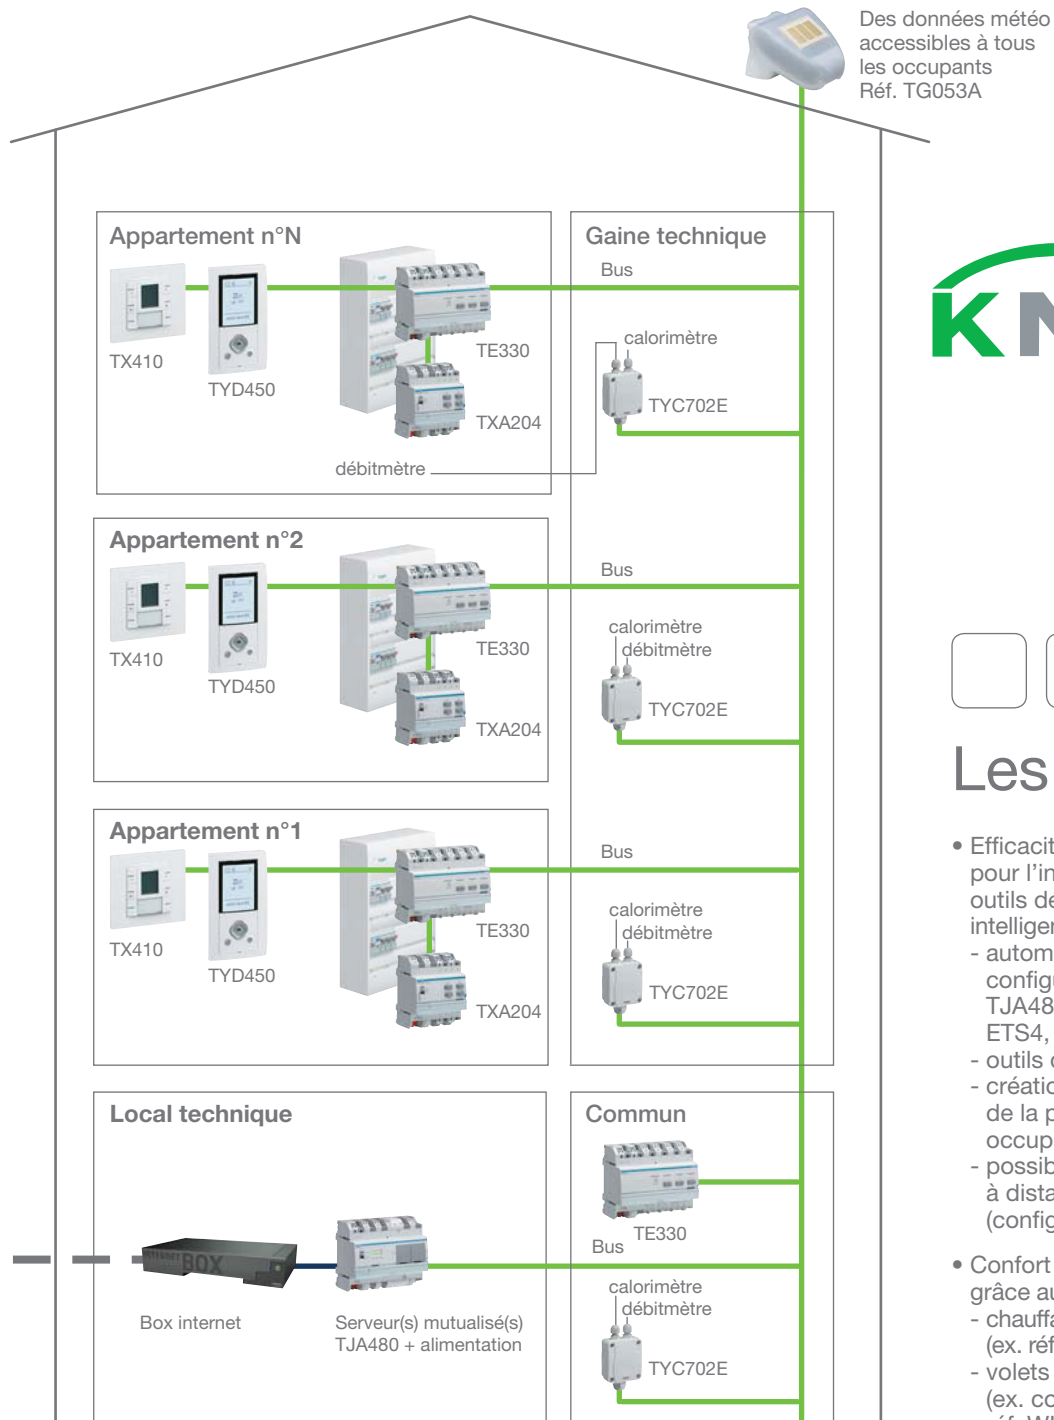 Des données météo
accessibles à tous
les occupants
Réf. TG053A
Appartement n°N
Gaine technique
Bus
TX410
TYD450
TE330
TXA204
calorimètre
TYC702E
débitmètre
KN
Appartement n°2
Bus
TX410
TYD450
TE330
TXA204
calorimètre
débitmètre
TYC702E
Appartement n°1
Bus
TX410
TYD450
TE330
TXA204
calorimètre
débitmètre
TYC702E
Local technique
Commun
TE330
Bus
INTERNET BOX
Box internet
Serveur(s) mutualisé(s)
TJA480 + alimentation
calorimètre
débitmètre
TYC702E
Les
• Efficacit
pour l'in
outils de
intelliger
- autom
config
TJA48
ETS4,
- outils
- créatio
de la p
occup
- possib
à dista
(config
• Confort
grâce au
- chauffa
(ex. réf
- volets
(ex. co